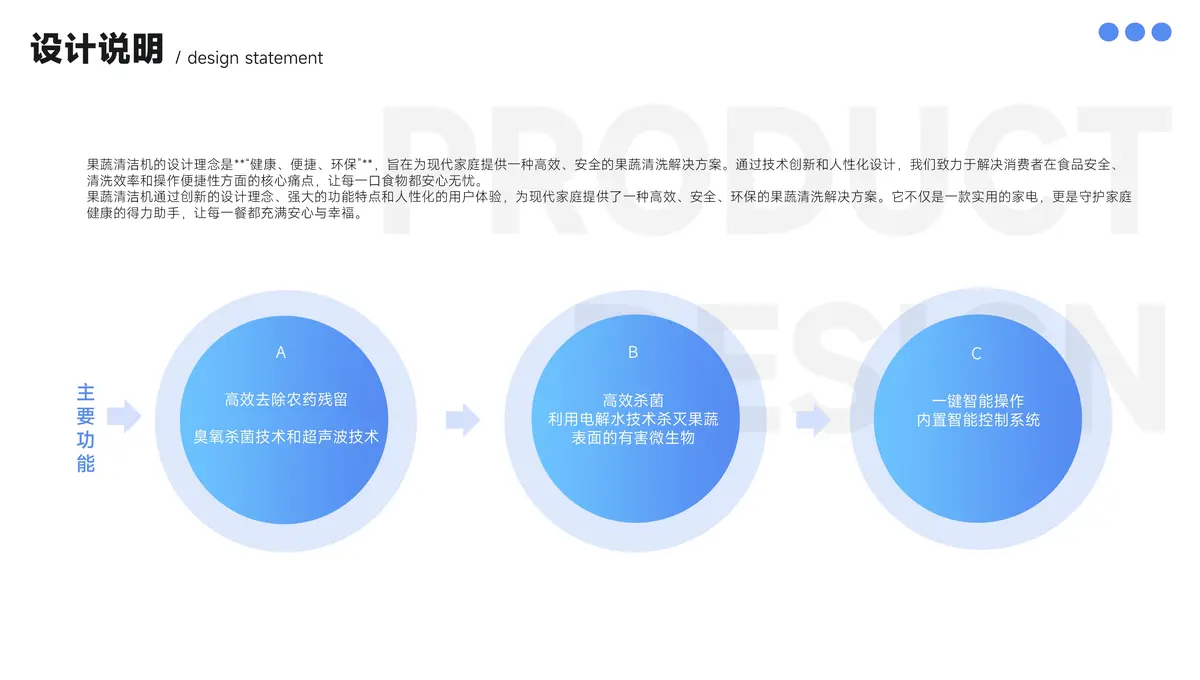 设计说明 / design statement
PRODUCT
果蔬清洁机的设计理念是**“健康、便捷、环保”**，旨在为现代家庭提供一种高效、安全的果蔬清洗解决方案。通过技术创新和人性化设计，我们致力于解决消费者在食品安全、
清洗效率和操作便捷性方面的核心痛点，让每一口食物都安心无忧。
果蔬清洁机通过创新的设计理念、强大的功能特点和人性化的用户体验，为现代家庭提供了一种高效、安全、环保的果蔬清洗解决方案。它不仅是一款实用的家电，更是守护家庭
健康的得力助手，让每一餐都充满安心与幸福。
DESIGN
主要功能
A
高效去除农药残留
臭氧杀菌技术和超声波技术
B
高效杀菌
利用电解水技术杀灭果蔬
表面的有害微生物
C
一键智能操作
内置智能控制系统